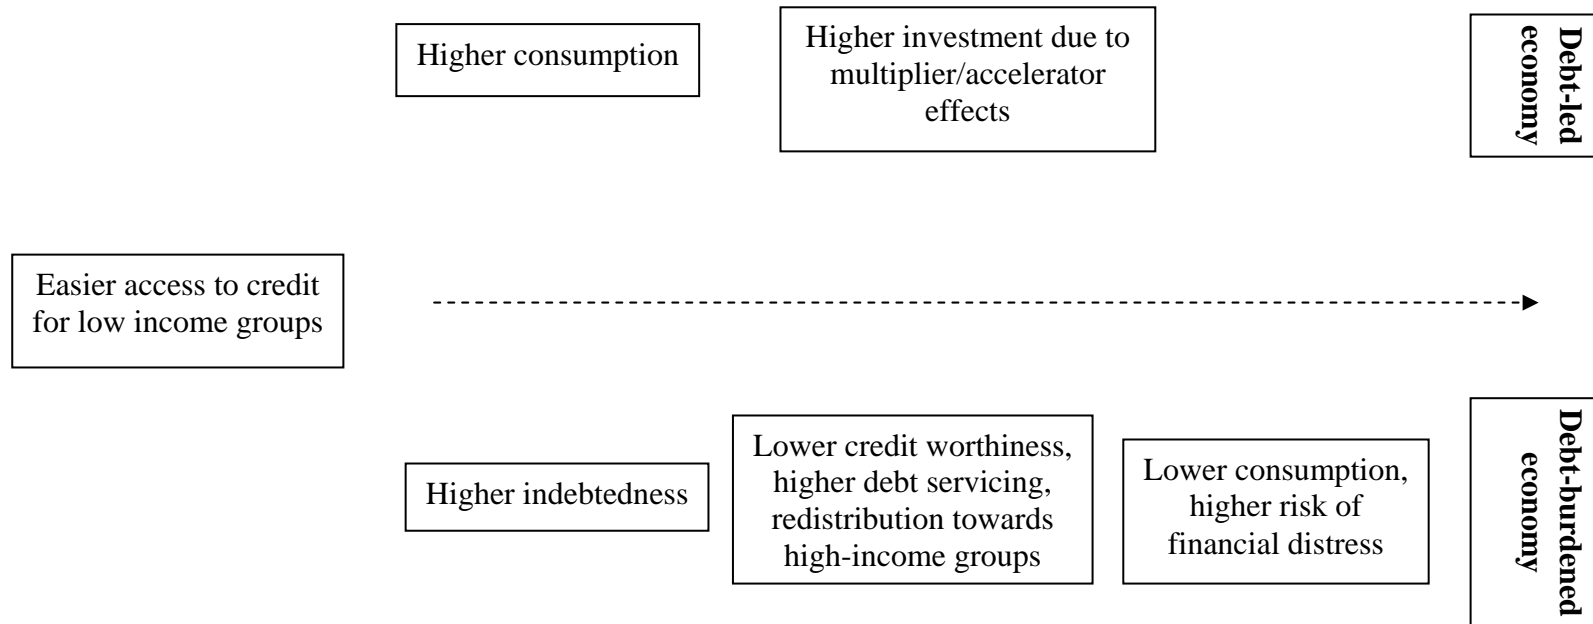 Higher consumption
Higher investment due to
multiplier/accelerator
effects
Debt-led
economy
Easier access to credit
for low income groups
Higher indebtedness
Lower credit worthiness,
higher debt servicing,
redistribution towards
high-income groups
Lower consumption,
higher risk of
financial distress
Debt-burdened
economy